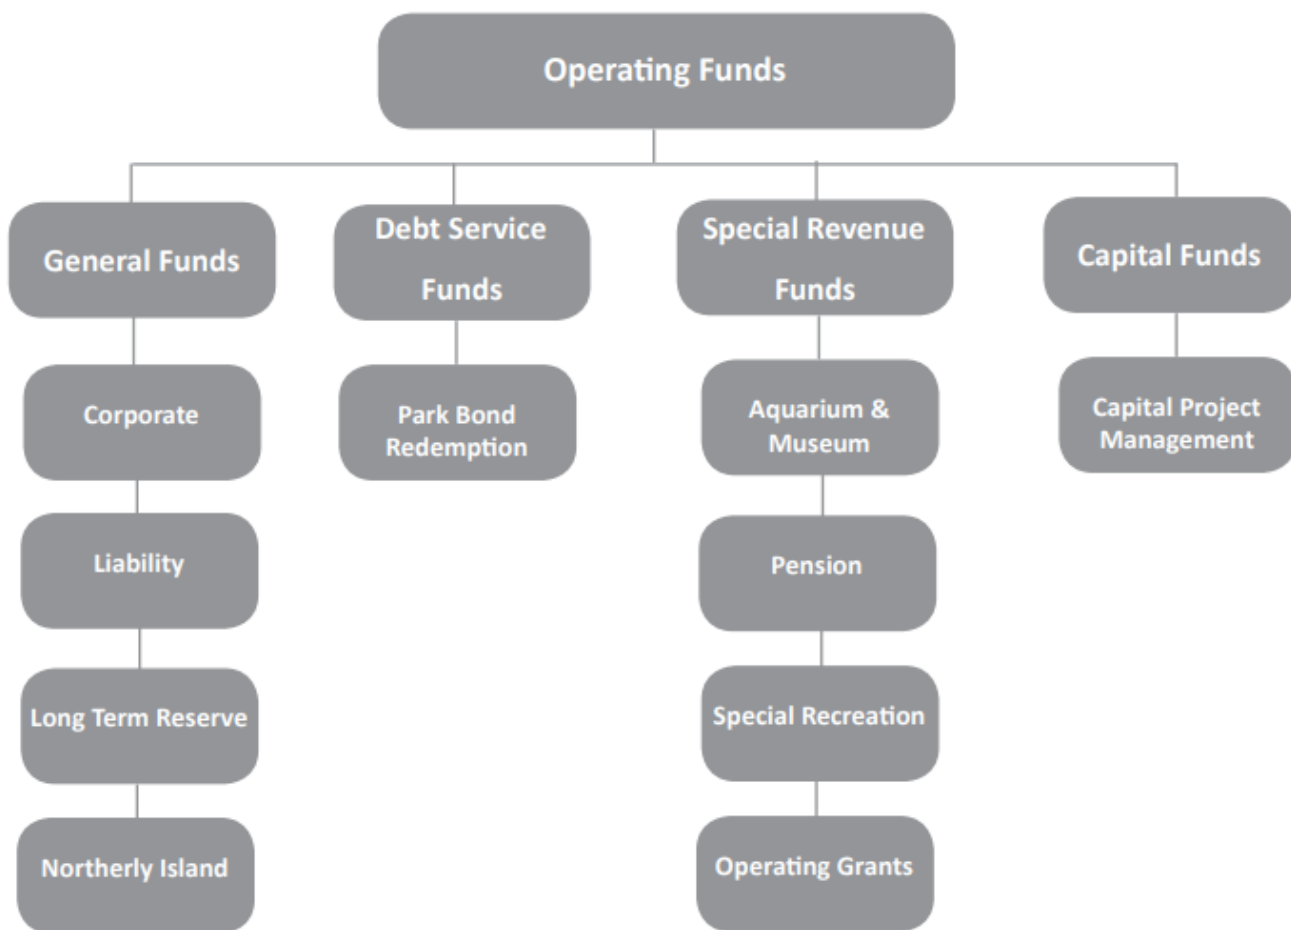 Operating Funds
General Funds
Debt Service
Funds
Special Revenue
Funds
Capital Funds
Corporate
Park Bond
Redemption
Aquarium &
Museum
Capital Project
Management
Liability
Pension
Long Term Reserve
Special Recreation
Northerly Island
Operating Grants